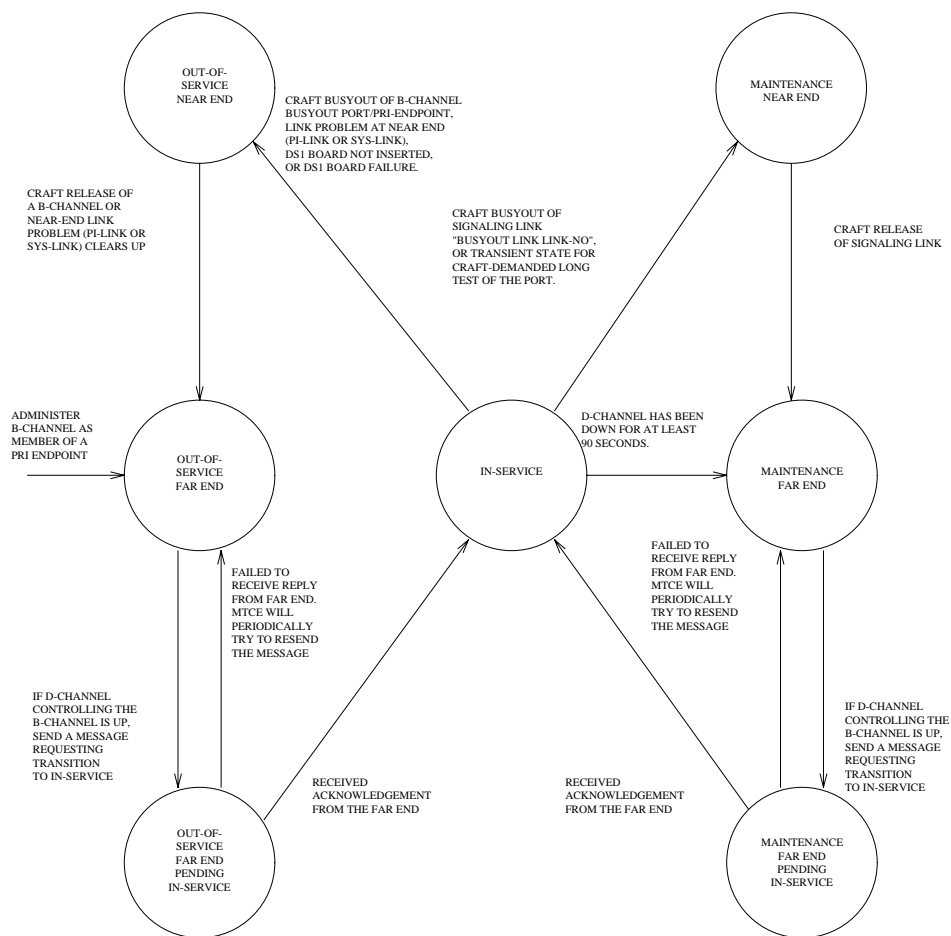 OUT-OF-
SERVICE
NEAR END
MAINTENANCE
NEAR END
CRAFT BUSYOUT OF B-CHANNEL
BUSYOUT PORT/PRI-ENDPOINT,
LINK PROBLEM AT NEAR END
(PI-LINK OR SYS-LINK),
DS1 BOARD NOT INSERTED,
OR DS1 BOARD FAILURE.
CRAFT RELEASE OF
A B-CHANNEL OR
NEAR-END LINK
PROBLEM (PI-LINK OR
SYS-LINK) CLEARS UP
CRAFT BUSYOUT OF
SIGNALING LINK
"BUSYOUT LINK LINK-NO",
OR TRANSIENT STATE FOR
CRAFT-DEMANDED LONG
TEST OF THE PORT.
CRAFT RELEASE
OF SIGNALING LINK
ADMINISTER
B-CHANNEL AS
MEMBER OF A
PRI ENDPOINT
OUT-OF-
SERVICE
FAR END
IN-SERVICE
D-CHANNEL HAS BEEN
DOWN FOR AT LEAST
90 SECONDS.
MAINTENANCE
FAR END
FAILED TO
RECEIVE REPLY
FROM FAR END.
MTCE WILL
PERIODICALLY
TRY TO RESEND
THE MESSAGE
FAILED TO
RECEIVE REPLY
FROM FAR END.
MTCE WILL
PERIODICALLY
TRY TO RESEND
THE MESSAGE
IF D-CHANNEL
CONTROLLING THE
B-CHANNEL IS UP,
SEND A MESSAGE
REQUESTING
TRANSITION
TO IN-SERVICE
RECEIVED
ACKNOWLEDGEMENT
FROM THE FAR END
RECEIVED
ACKNOWLEDGEMENT
FROM THE FAR END
IF D-CHANNEL
CONTROLLING THE
B-CHANNEL IS UP,
SEND A MESSAGE
REQUESTING
TRANSITION
TO IN-SERVICE
OUT-OF-
SERVICE
FAR END
PENDING
IN-SERVICE
MAINTENANCE
FAR END
PENDING
IN-SERVICE